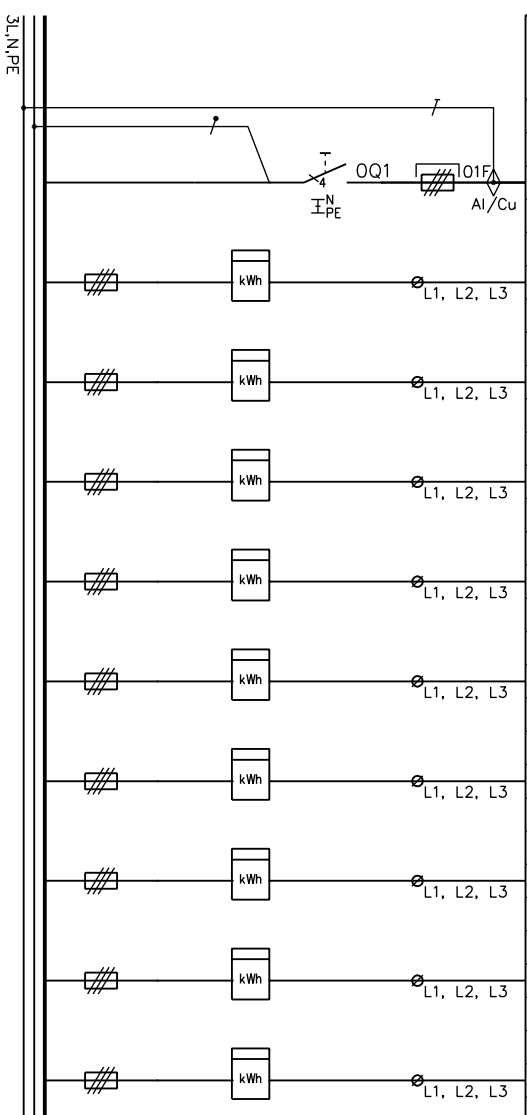 3L,N,PE
0Q1
01F
4
N
PE
Al/Cu
kWh
L1, L2, L3
kWh
L1, L2, L3
kWh
L1, L2, L3
kWh
L1, L2, L3
kWh
L1, L2, L3
kWh
L1, L2, L3
kWh
L1, L2, L3
kWh
L1, L2, L3
kWh
L1, L2, L3